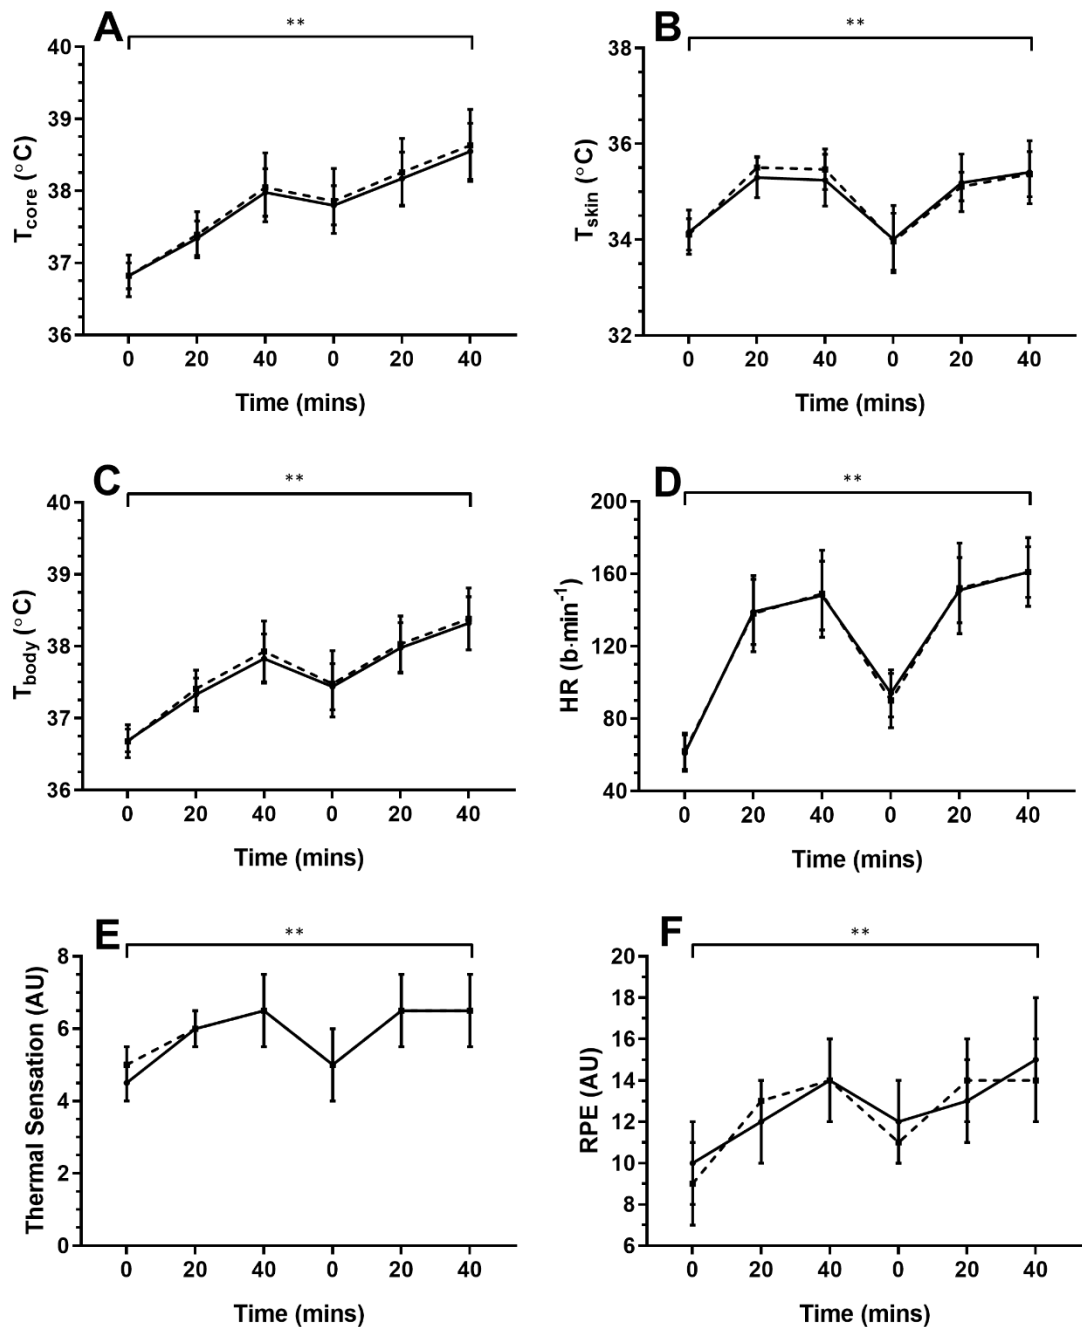 A
**
40
39
38
37
36
T_core (°C)
0 20 40 0 20 40
Time (mins)
B
**
38
36
34
32
T_skin (°C)
0 20 40 0 20 40
Time (mins)
C
**
40
39
38
37
36
T_body (°C)
0 20 40 0 20 40
Time (mins)
D
**
200
160
120
80
40
HR (b·min⁻¹)
0 20 40 0 20 40
Time (mins)
E
**
8
6
4
2
0
Thermal Sensation (AU)
0 20 40 0 20 40
Time (mins)
F
**
20
18
16
14
12
10
8
6
RPE (AU)
0 20 40 0 20 40
Time (mins)